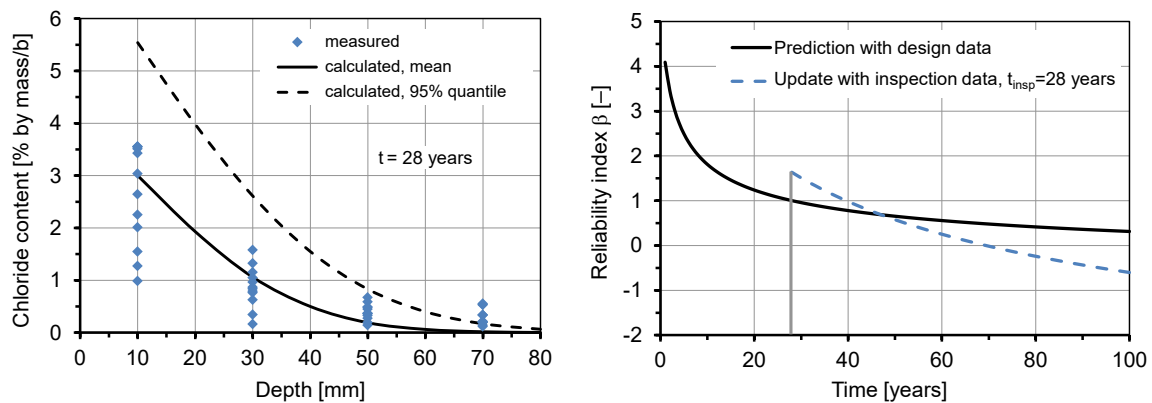 6
5
4
3
2
1
0
0 10 20 30 40 50 60 70 80
Chloride content [% by mass/b]
Depth [mm]
measured
calculated, mean
calculated, 95% quantile
t = 28 years
5
4
3
2
1
0
-1
-2
0 20 40 60 80 100
Reliability index β [–]
Time [years]
Prediction with design data
Update with inspection data, tinsp=28 years